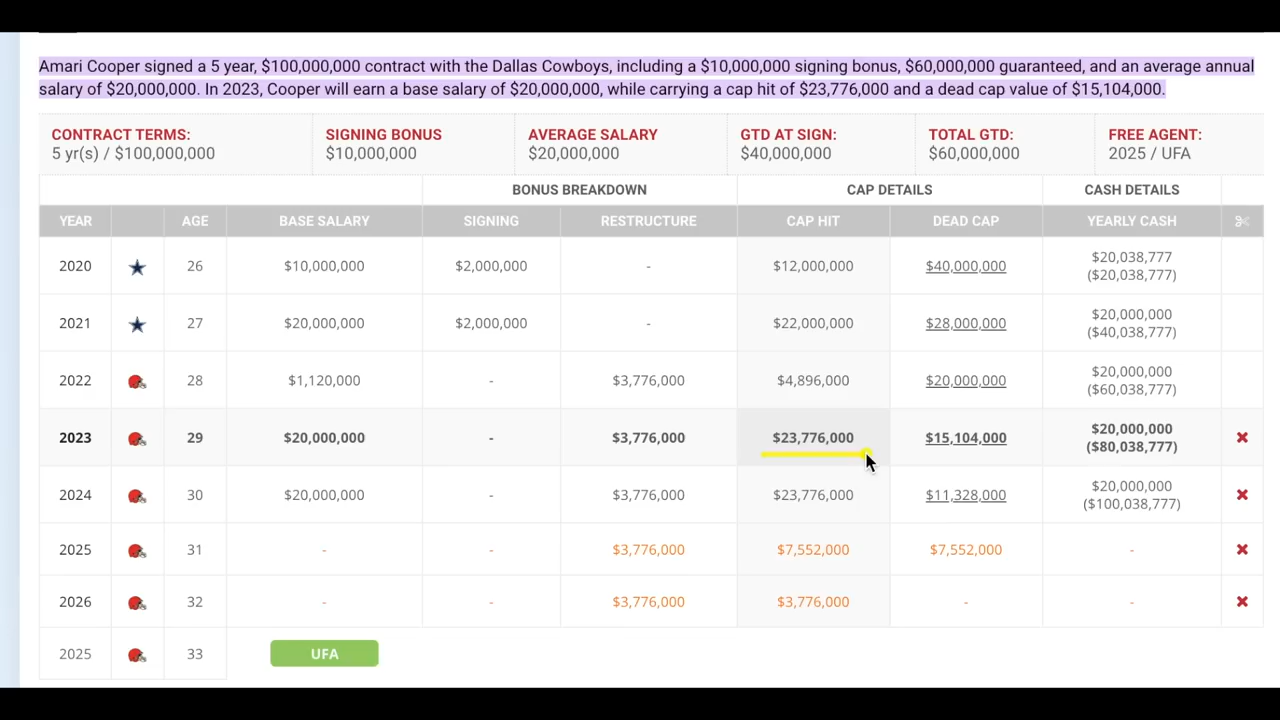 Amari Cooper signed a 5 year, $100,000,000 contract with the Dallas Cowboys, including a $10,000,000 signing bonus, $60,000,000 guaranteed, and an average annual
salary of $20,000,000. In 2023, Cooper will earn a base salary of $20,000,000, while carrying a cap hit of $23,776,000 and a dead cap value of $15,104,000.
CONTRACT TERMS: SIGNING BONUS AVERAGE SALARY GTD AT SIGN: TOTAL GTD: FREE AGENT:
5 yr(s) / $100,000,000 $10,000,000 $20,000,000 $40,000,000 $60,000,000 2025 / UFA
BONUS BREAKDOWN CAP DETAILS CASH DETAILS
YEAR AGE BASE SALARY SIGNING RESTRUCTURE CAP HIT DEAD CAP YEARLY CASH
2020 26 $10,000,000 $2,000,000 - $12,000,000 $40,000,000 $20,038,777
($20,038,777)
2021 27 $20,000,000 $2,000,000 - $22,000,000 $28,000,000 $20,000,000
($40,038,777)
2022 28 $1,120,000 - $3,776,000 $4,896,000 $20,000,000 $20,000,000
($60,038,777)
2023 29 $20,000,000 - $3,776,000 $23,776,000 $15,104,000 $20,000,000
($80,038,777)
2024 30 $20,000,000 - $3,776,000 $23,776,000 $11,328,000 $20,000,000
($100,038,777)
2025 31 - - $3,776,000 $7,552,000 $7,552,000 -
2026 32 - - $3,776,000 $3,776,000 - -
2025 33 UFA